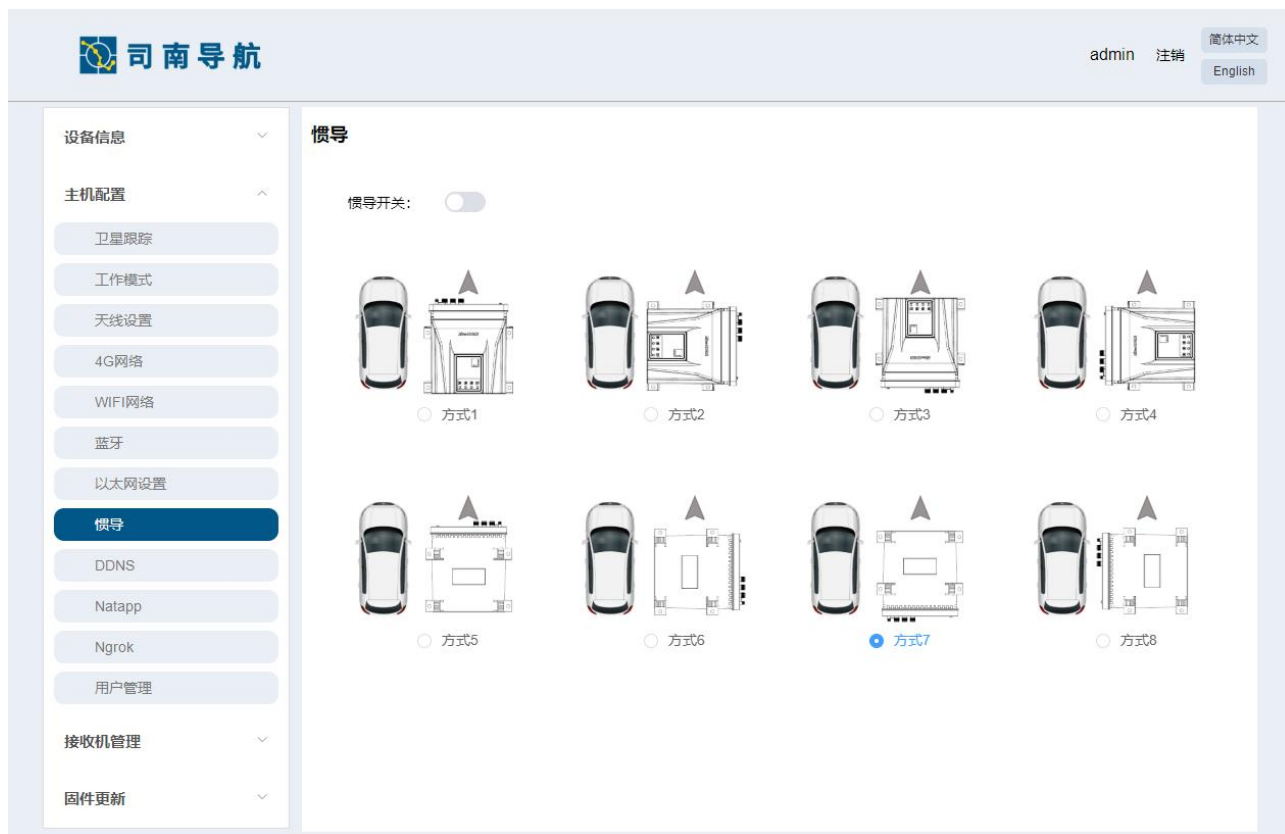 司南导航
admin
注销
简体中文
English
设备信息
主机配置
卫星跟踪
工作模式
天线设置
4G网络
WIFI网络
蓝牙
以太网设置
惯导
DDNS
Natapp
Ngrok
用户管理
接收机管理
固件更新
惯导
惯导开关：
方式1
方式2
方式3
方式4
方式5
方式6
方式7
方式8